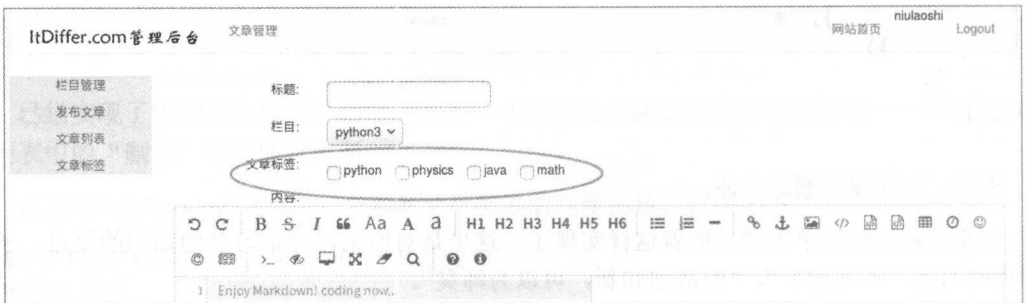 ItDiffer.com管理后台 文章管理 网站首页 niulaoshi Logout
栏目管理
发布文章
文章列表
文章标签
标题:
栏目: python3
文章标签: python physics java math
内容:
B S I Aa A a H1 H2 H3 H4 H5 H6
1 Enjoy Markdown! coding now...